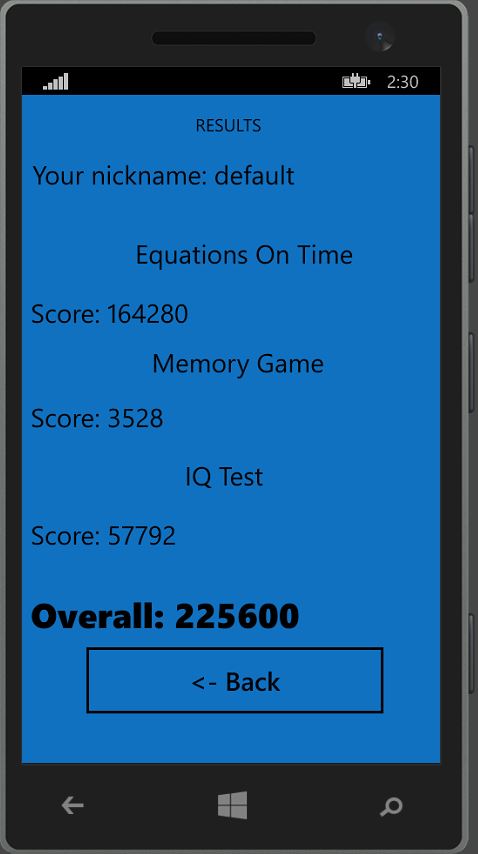 2:30
RESULTS
Your nickname: default
Equations On Time
Score: 164280
Memory Game
Score: 3528
IQ Test
Score: 57792
Overall: 225600
<- Back